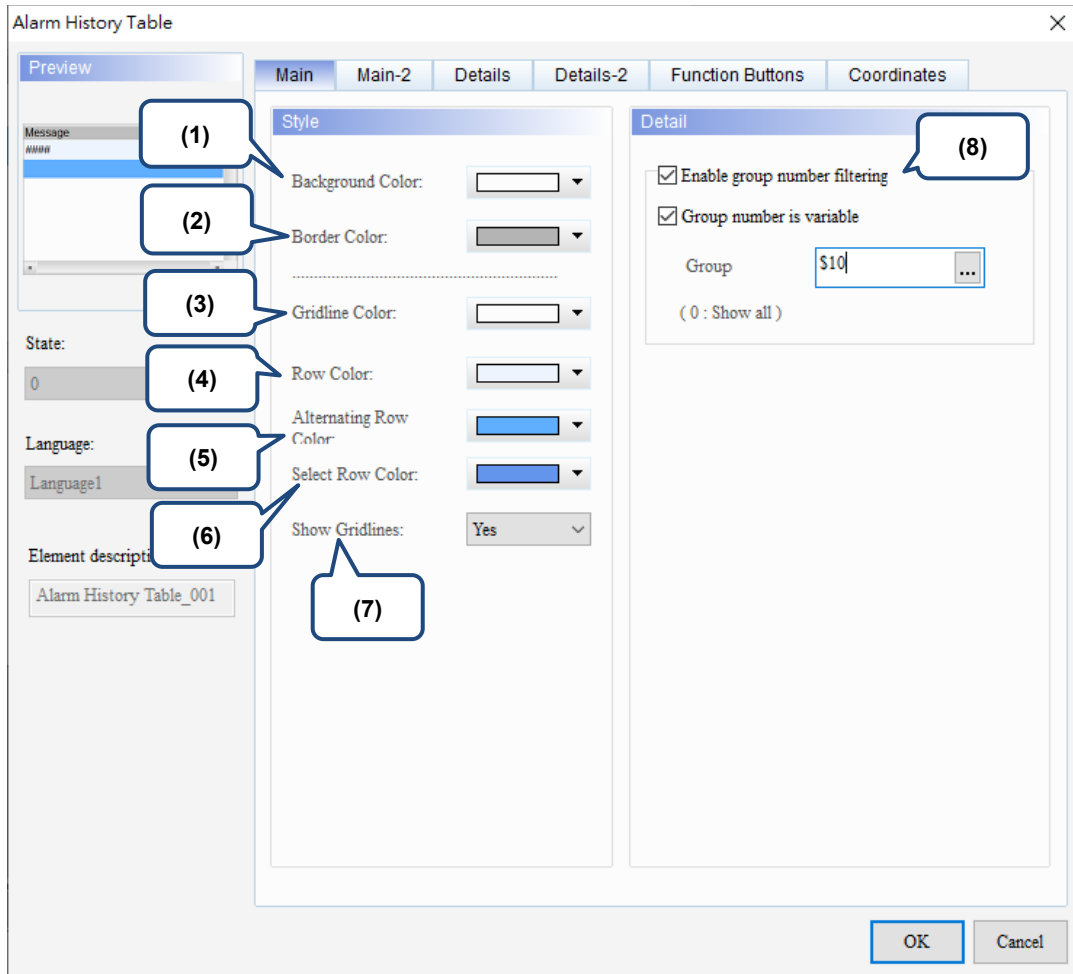 Alarm History Table
Preview
Message
####
State:
0
Language:
Language1
Element descripti
Alarm History Table_001
Main
Main-2
Details
Details-2
Function Buttons
Coordinates
Style
(1)
Background Color:
(2)
Border Color:
(3)
Gridline Color:
(4)
Row Color:
(5)
Alternating Row
Color:
(6)
Select Row Color:
(7)
Show Gridlines:
Yes
Detail
(8)
Enable group number filtering
Group number is variable
Group
$10
...
( 0 : Show all )
OK
Cancel